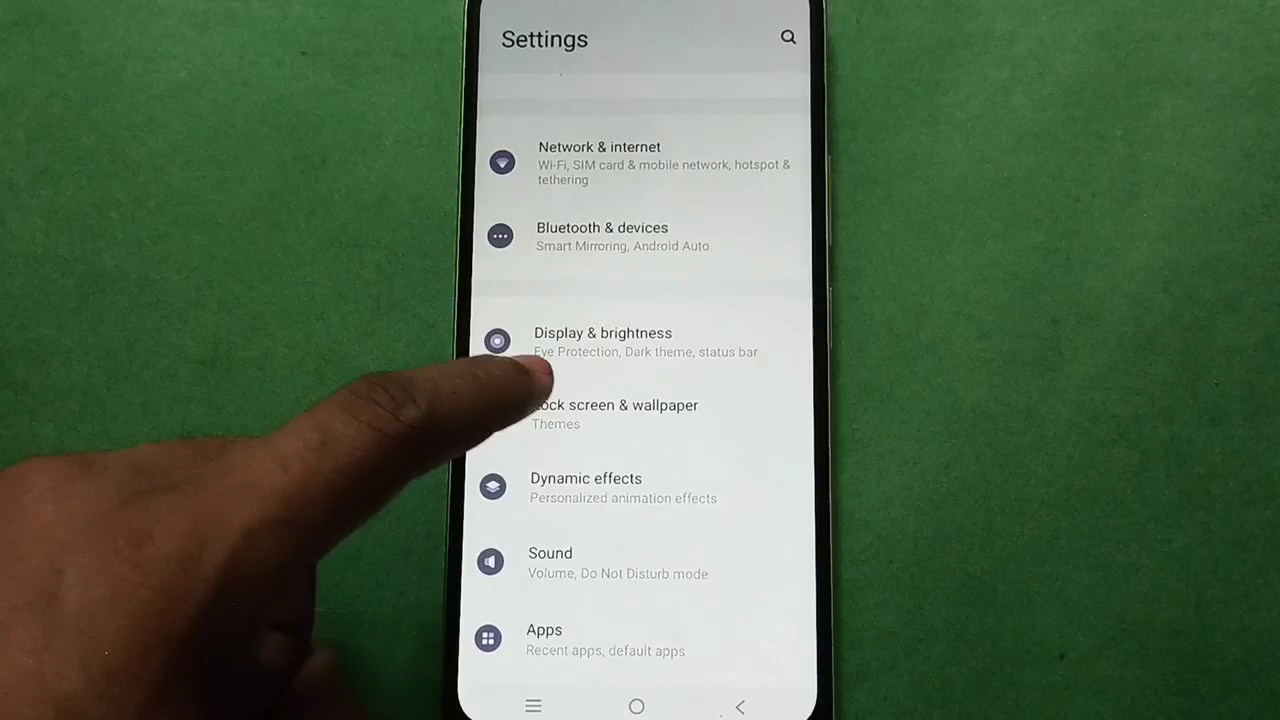 Settings
Network & internet
Wi-Fi, SIM card & mobile network, hotspot &
tethering
Bluetooth & devices
Smart Mirroring, Android Auto
Display & brightness
Eye Protection, Dark theme, status bar
Lock screen & wallpaper
Themes
Dynamic effects
Personalized animation effects
Sound
Volume, Do Not Disturb mode
Apps
Recent apps, default apps